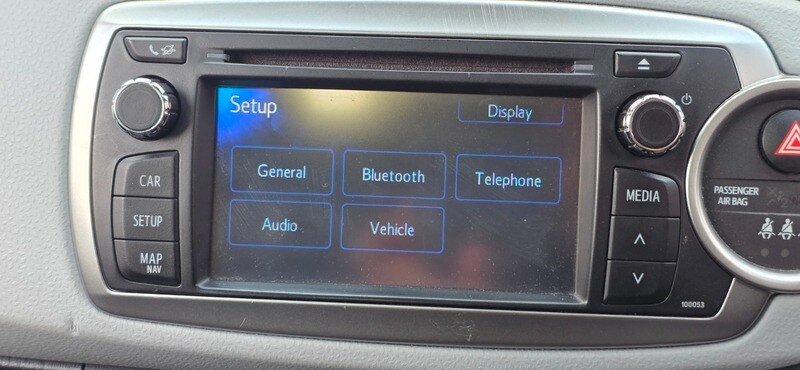 Setup
Display
General
Bluetooth
Telephone
Audio
Vehicle
CAR
SETUP
MAP
NAV
MEDIA
100053
PASSENGER
AIR BAG